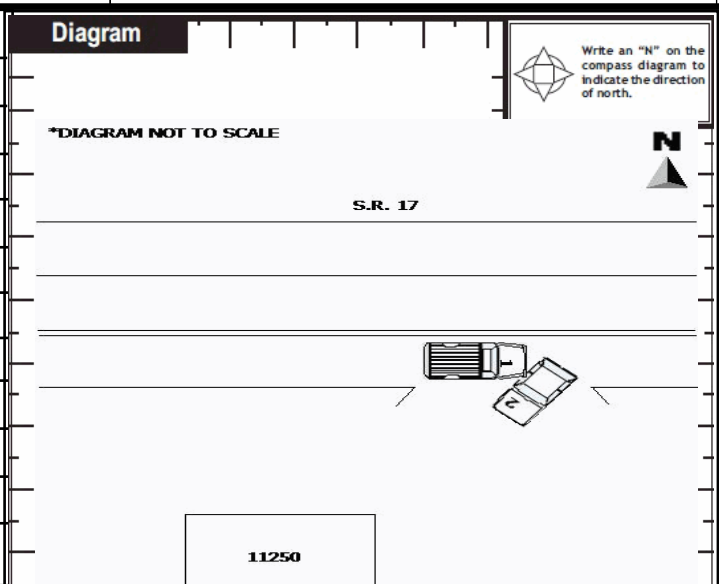 Diagram
Write an “N” on the
compass diagram to
indicate the direction
of north.
*DIAGRAM NOT TO SCALE
N
S.R. 17
1
2
11250